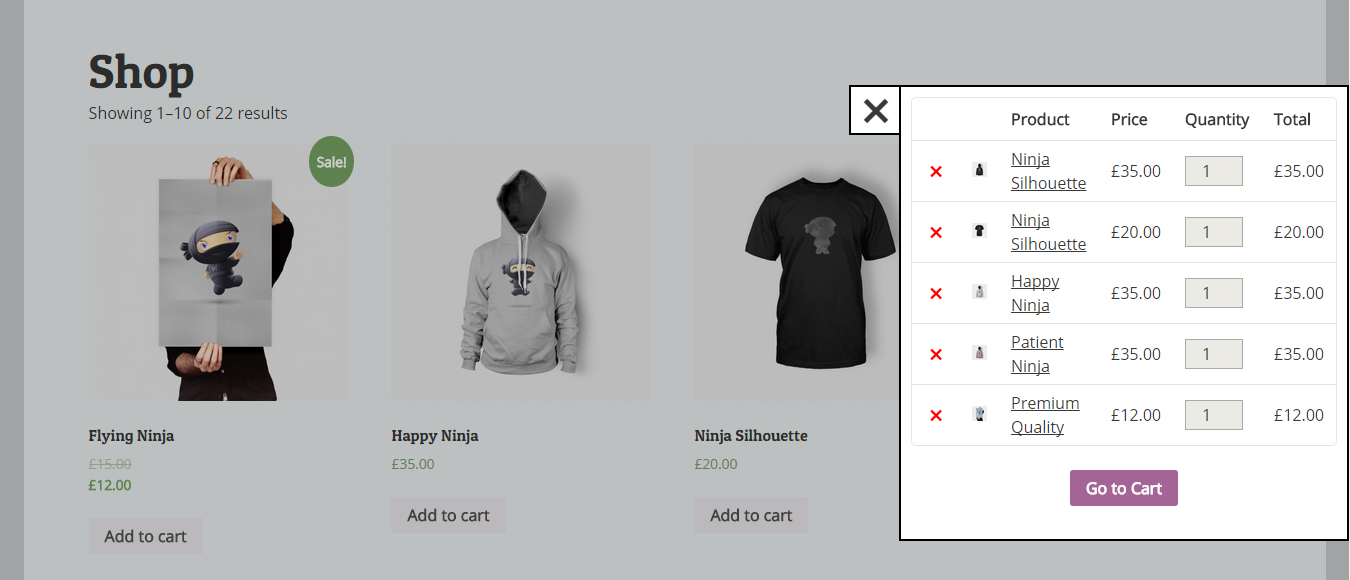 Shop
Showing 1–10 of 22 results
Sale!
Flying Ninja
£15.00
£12.00
Add to cart
Happy Ninja
£35.00
Add to cart
Ninja Silhouette
£20.00
Add to cart
Product Price Quantity Total
Ninja
Silhouette
£35.00 1 £35.00
Ninja
Silhouette
£20.00 1 £20.00
Happy
Ninja
£35.00 1 £35.00
Patient
Ninja
£35.00 1 £35.00
Premium
Quality
£12.00 1 £12.00
Go to Cart